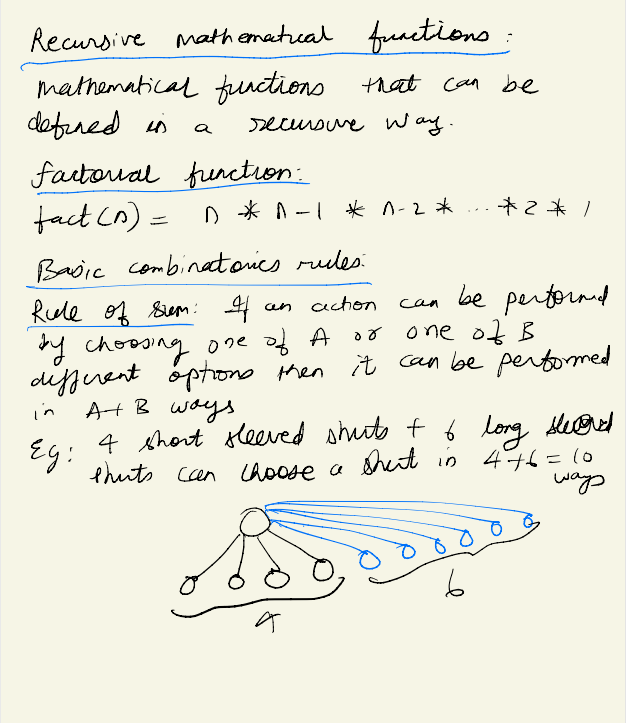 Recursive mathematical functions:
Mathematical functions that can be
defined in a recursive way.
factorial function:
fact(n) = n * n-1 * n-2 * ... * 2 * 1
Basic combinatorics rules:
Rule of sum: If an action can be performed
by choosing one of A or one of B
different options then it can be performed
in A+B ways
Eg: 4 short sleeved shirts + 6 long sleeved
shirts can choose a shirt in 4+6 = 10
ways
4
6